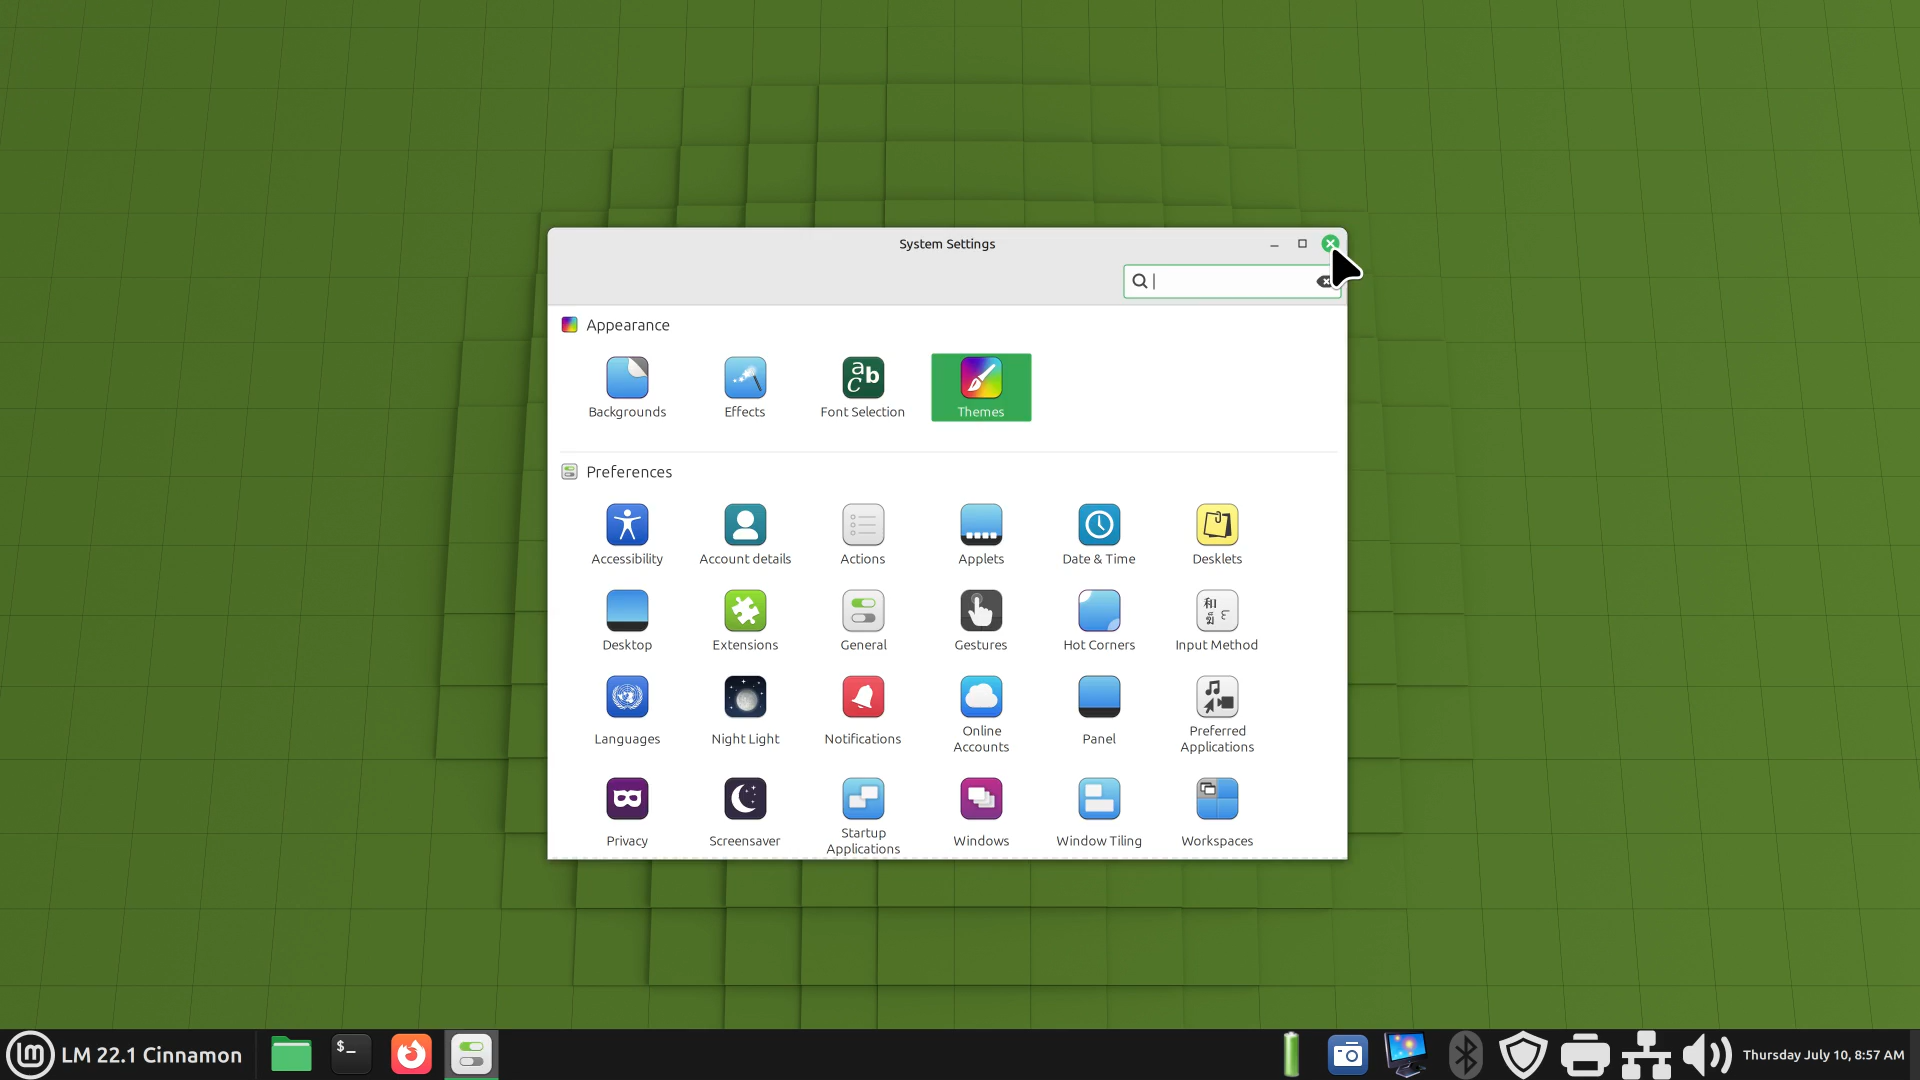 System Settings
Appearance
Backgrounds
Effects
Font Selection
Themes
Preferences
Accessibility
Account details
Actions
Applets
Date & Time
Desklets
Desktop
Extensions
General
Gestures
Hot Corners
Input Method
Languages
Night Light
Notifications
Online
Accounts
Panel
Preferred
Applications
Privacy
Screensaver
Startup
Applications
Windows
Window Tiling
Workspaces
LM 22.1 Cinnamon
$_
Thursday July 10, 8:57 AM